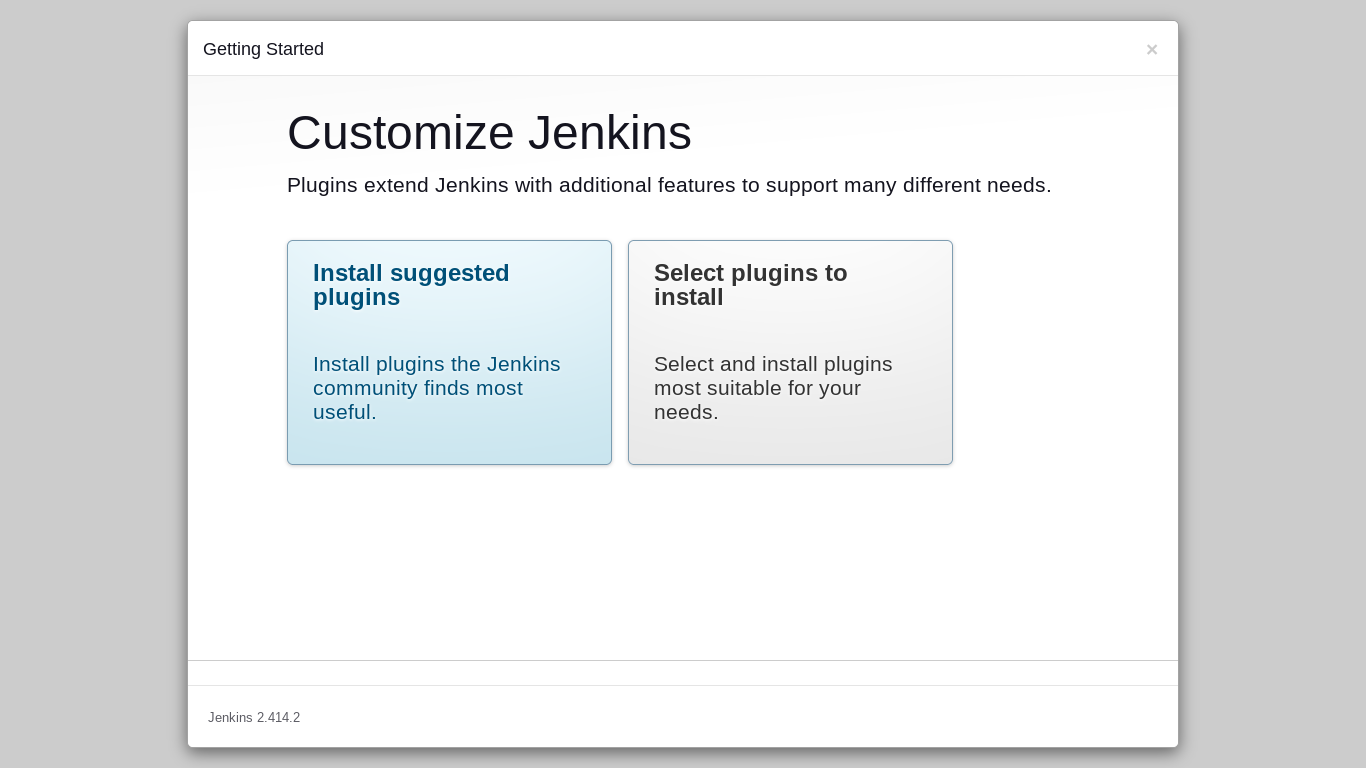 Getting Started
×
Customize Jenkins
Plugins extend Jenkins with additional features to support many different needs.
Install suggested
plugins
Install plugins the Jenkins
community finds most
useful.
Select plugins to
install
Select and install plugins
most suitable for your
needs.
Jenkins 2.414.2